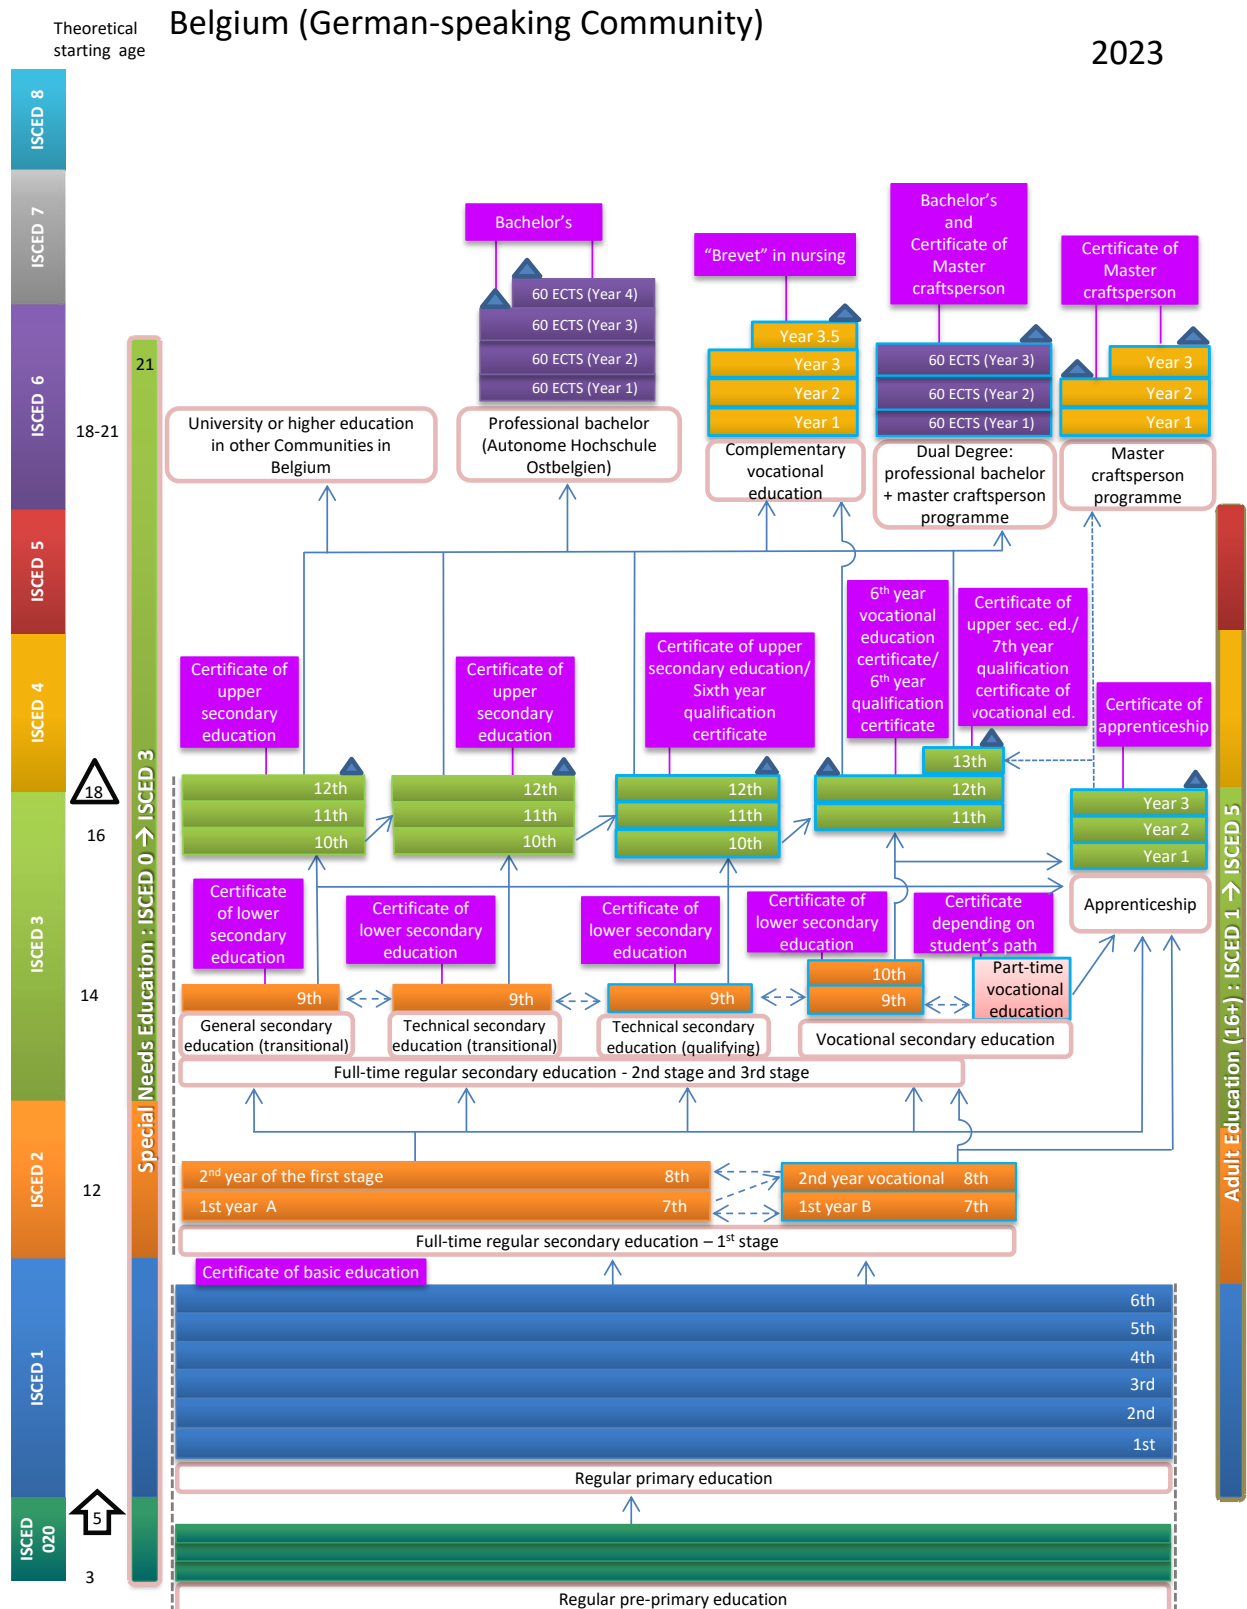 Belgium (German-speaking Community)
Theoretical
starting age
2023
ISCED 8
ISCED 7
ISCED 6
ISCED 5
ISCED 4
ISCED 3
ISCED 2
ISCED 1
ISCED
020
18-21
18
16
14
12
5
3
21
Special Needs Education : ISCED 0 → ISCED 3
Adult Education (16+) : ISCED 1 → ISCED 5
Bachelor's
60 ECTS (Year 4)
60 ECTS (Year 3)
60 ECTS (Year 2)
60 ECTS (Year 1)
"Brevet" in nursing
Year 3.5
Year 3
Year 2
Year 1
Bachelor's
and
Certificate of
Master
craftsperson
60 ECTS (Year 3)
60 ECTS (Year 2)
60 ECTS (Year 1)
Certificate of
Master
craftsperson
Year 3
Year 2
Year 1
University or higher education
in other Communities in
Belgium
Professional bachelor
(Autonome Hochschule
Ostbelgien)
Complementary
vocational
education
Dual Degree:
professional bachelor
+ master craftsperson
programme
Master
craftsperson
programme
Certificate of
upper
secondary
education
Certificate of
upper
secondary
education
Certificate of upper
secondary education/
Sixth year
qualification
certificate
6th year
vocational
education
certificate/
6th year
qualification
certificate
Certificate of
upper sec. ed./
7th year
qualification
certificate of
vocational ed.
Certificate of
apprenticeship
12th
11th
10th
12th
11th
10th
12th
11th
10th
13th
12th
11th
Year 3
Year 2
Year 1
Apprenticeship
Certificate
of lower
secondary
education
Certificate of
lower secondary
education
Certificate of
lower secondary
education
Certificate of
lower secondary
education
Certificate
depending on
student's path
9th
9th
9th
10th
9th
Part-time
vocational
education
General secondary
education (transitional)
Technical secondary
education (transitional)
Technical secondary
education (qualifying)
Vocational secondary education
Full-time regular secondary education - 2nd stage and 3rd stage
2nd year of the first stage 8th
1st year A 7th
2nd year vocational 8th
1st year B 7th
Full-time regular secondary education – 1st stage
Certificate of basic education
6th
5th
4th
3rd
2nd
1st
Regular primary education
Regular pre-primary education